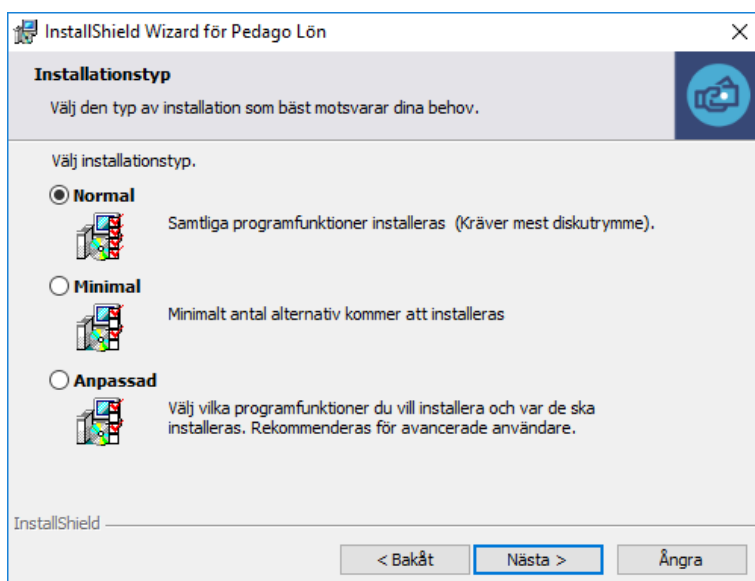 InstallShield Wizard för Pedago Lön
Installationstyp
Välj den typ av installation som bäst motsvarar dina behov.
Välj installationstyp.
Normal
Samtliga programfunktioner installeras (Kräver mest diskutrymme).
Minimal
Minimalt antal alternativ kommer att installeras
Anpassad
Välj vilka programfunktioner du vill installera och var de ska
installeras. Rekommenderas för avancerade användare.
InstallShield
< Bakåt
Nästa >
Ångra